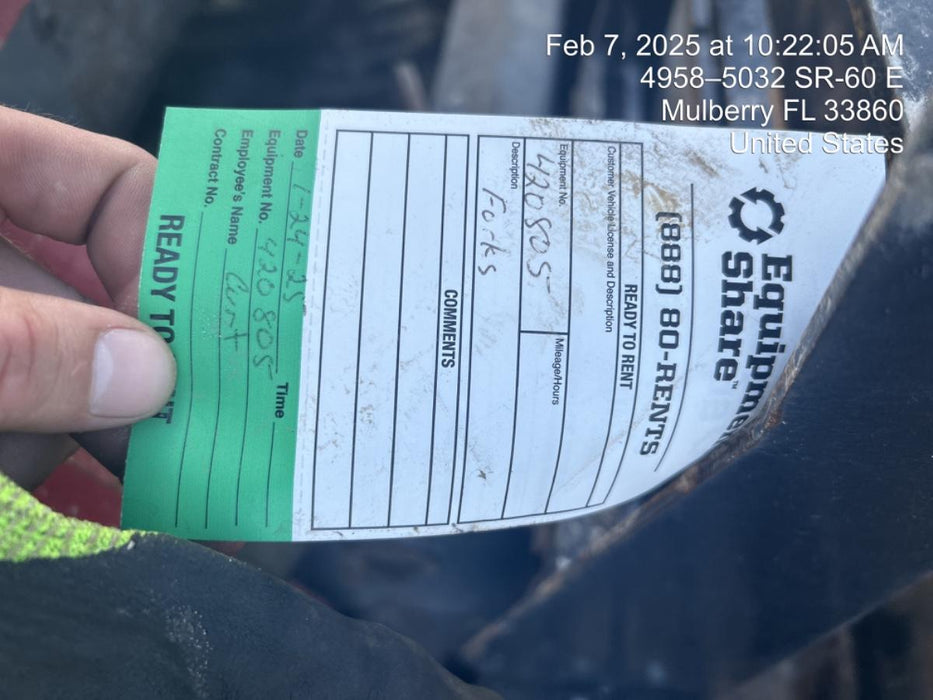 Feb 7, 2025 at 10:22:05 AM
4958–5032 SR-60 E
Mulberry FL 33860
United States
Equipme
Share™
(888) 80-RENTS
READY TO RENT
Customer Vehicle License and Description
Equipment No. 420805
Mileage/Hours
Description
Forks
COMMENTS
Date 1-24-25 Time
Equipment No. 420805
Employee's Name
Contract No.
READY TO